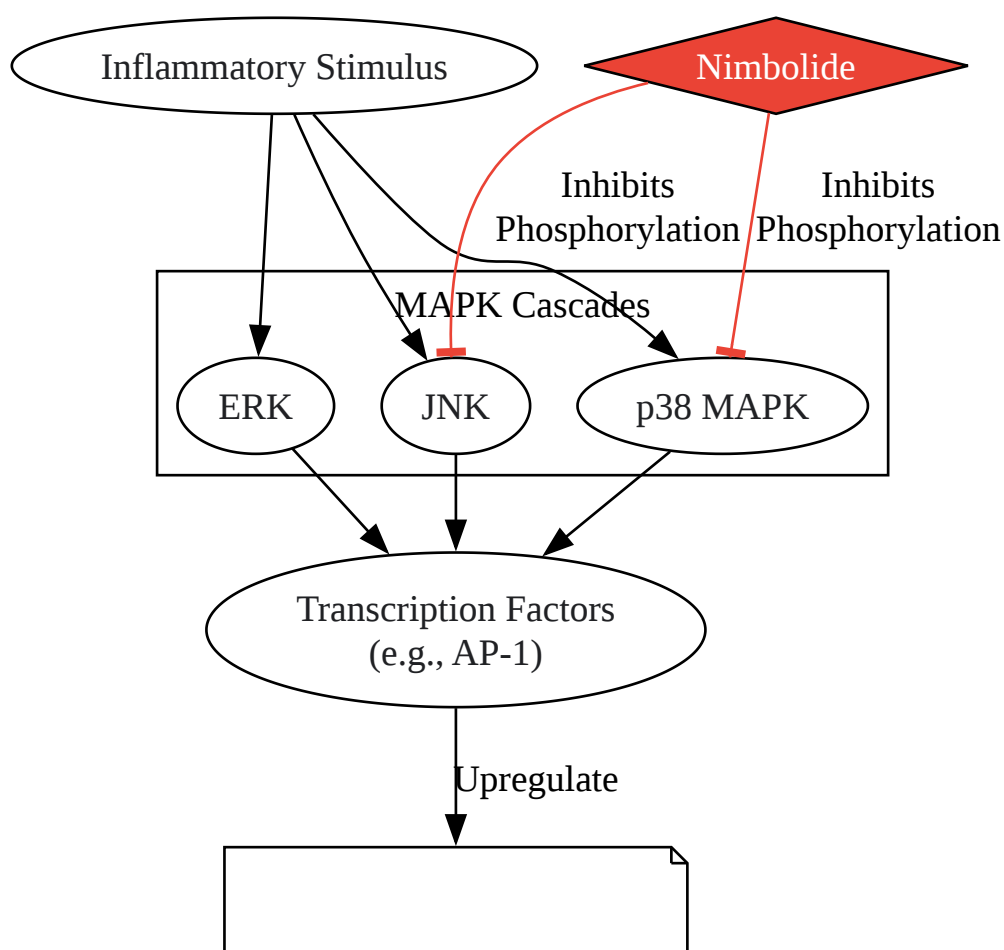 Inflammatory Stimulus
Nimbolide
Inhibits
Phosphorylation
Inhibits
Phosphorylation
MAPK Cascades
ERK
JNK
p38 MAPK
Transcription Factors
(e.g., AP-1)
Upregulate